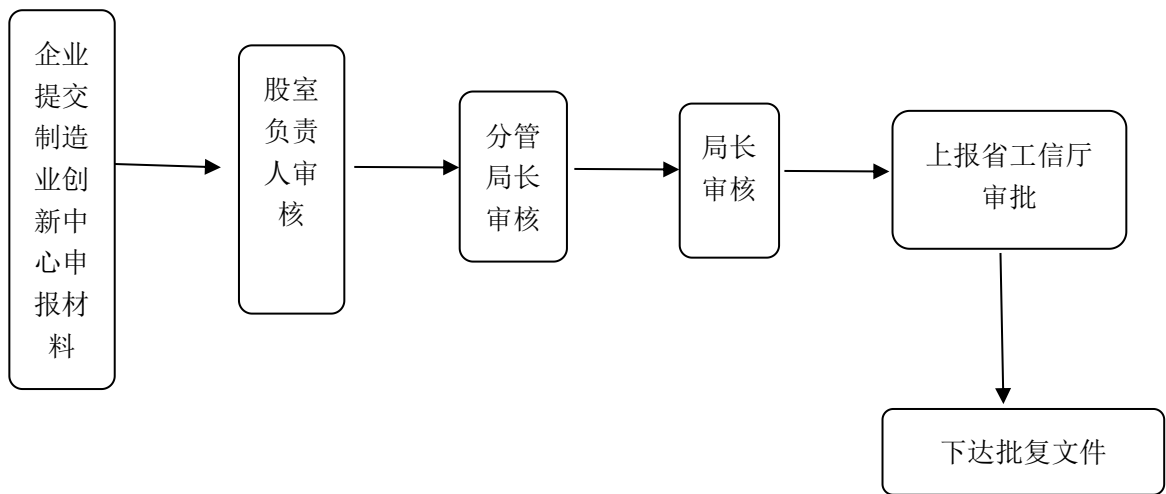 企业
提交
制造
业创
新中
心申
报材
料
股室
负责
人审
核
分管
局长
审核
局长
审核
上报省工信厅
审批
下达批复文件